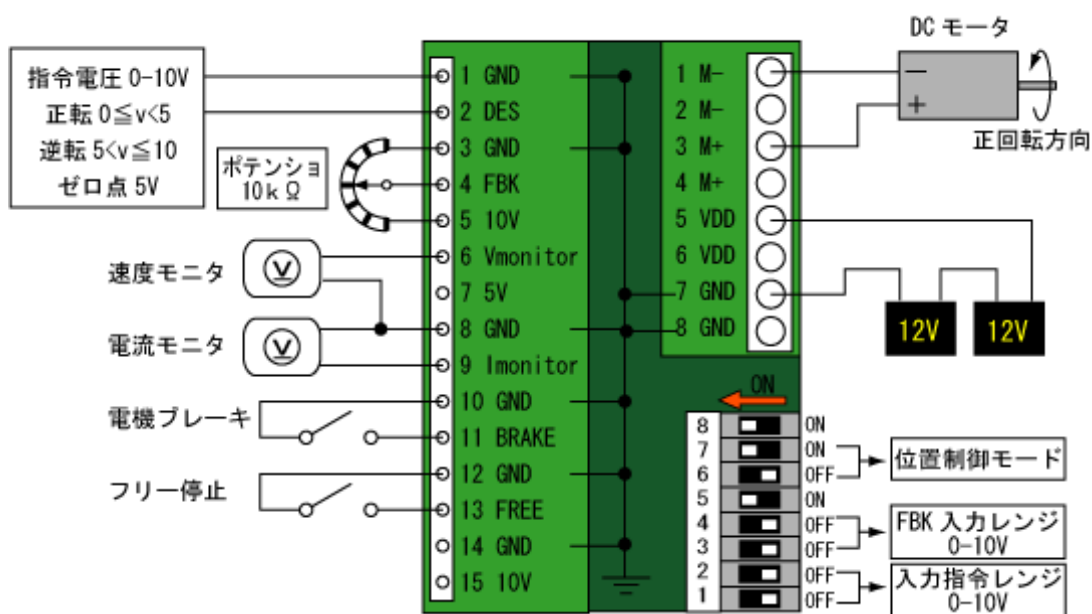 指令電圧 0-10V
正転 0≦v<5
逆転 5<v≦10
ゼロ点 5V
ポテンショ
10kΩ
速度モニタ
V
電流モニタ
V
電機ブレーキ
フリー停止
1 GND
2 DES
3 GND
4 FBK
5 10V
6 Vmonitor
7 5V
8 GND
9 Imonitor
10 GND
11 BRAKE
12 GND
13 FREE
14 GND
15 10V
1 M-
2 M-
3 M+
4 M+
5 VDD
6 VDD
7 GND
8 GND
DC モータ
−
+
正回転方向
12V
12V
ON
8 ON
7 ON
6 OFF
5 ON
4 OFF
3 OFF
2 OFF
1 OFF
位置制御モード
FBK 入力レンジ
0-10V
入力指令レンジ
0-10V